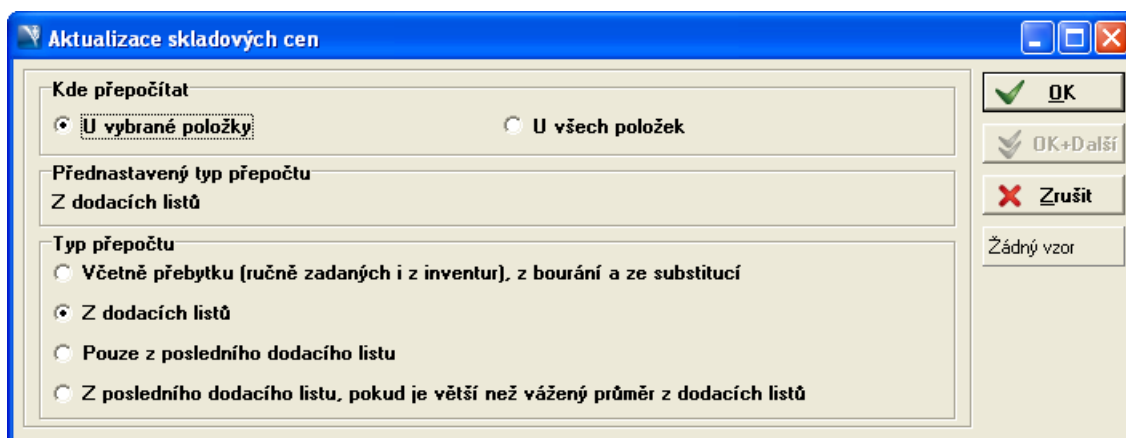 Aktualizace skladových cen
Kde přepočítat
U vybrané položky
U všech položek
Přednastavený typ přepočtu
Z dodacích listů
Typ přepočtu
Včetně přebytku (ručně zadaných i z inventur), z bourání a ze substitucí
Z dodacích listů
Pouze z posledního dodacího listu
Z posledního dodacího listu, pokud je větší než vážený průměr z dodacích listů
OK
OK+Další
Zrušit
Žádný vzor